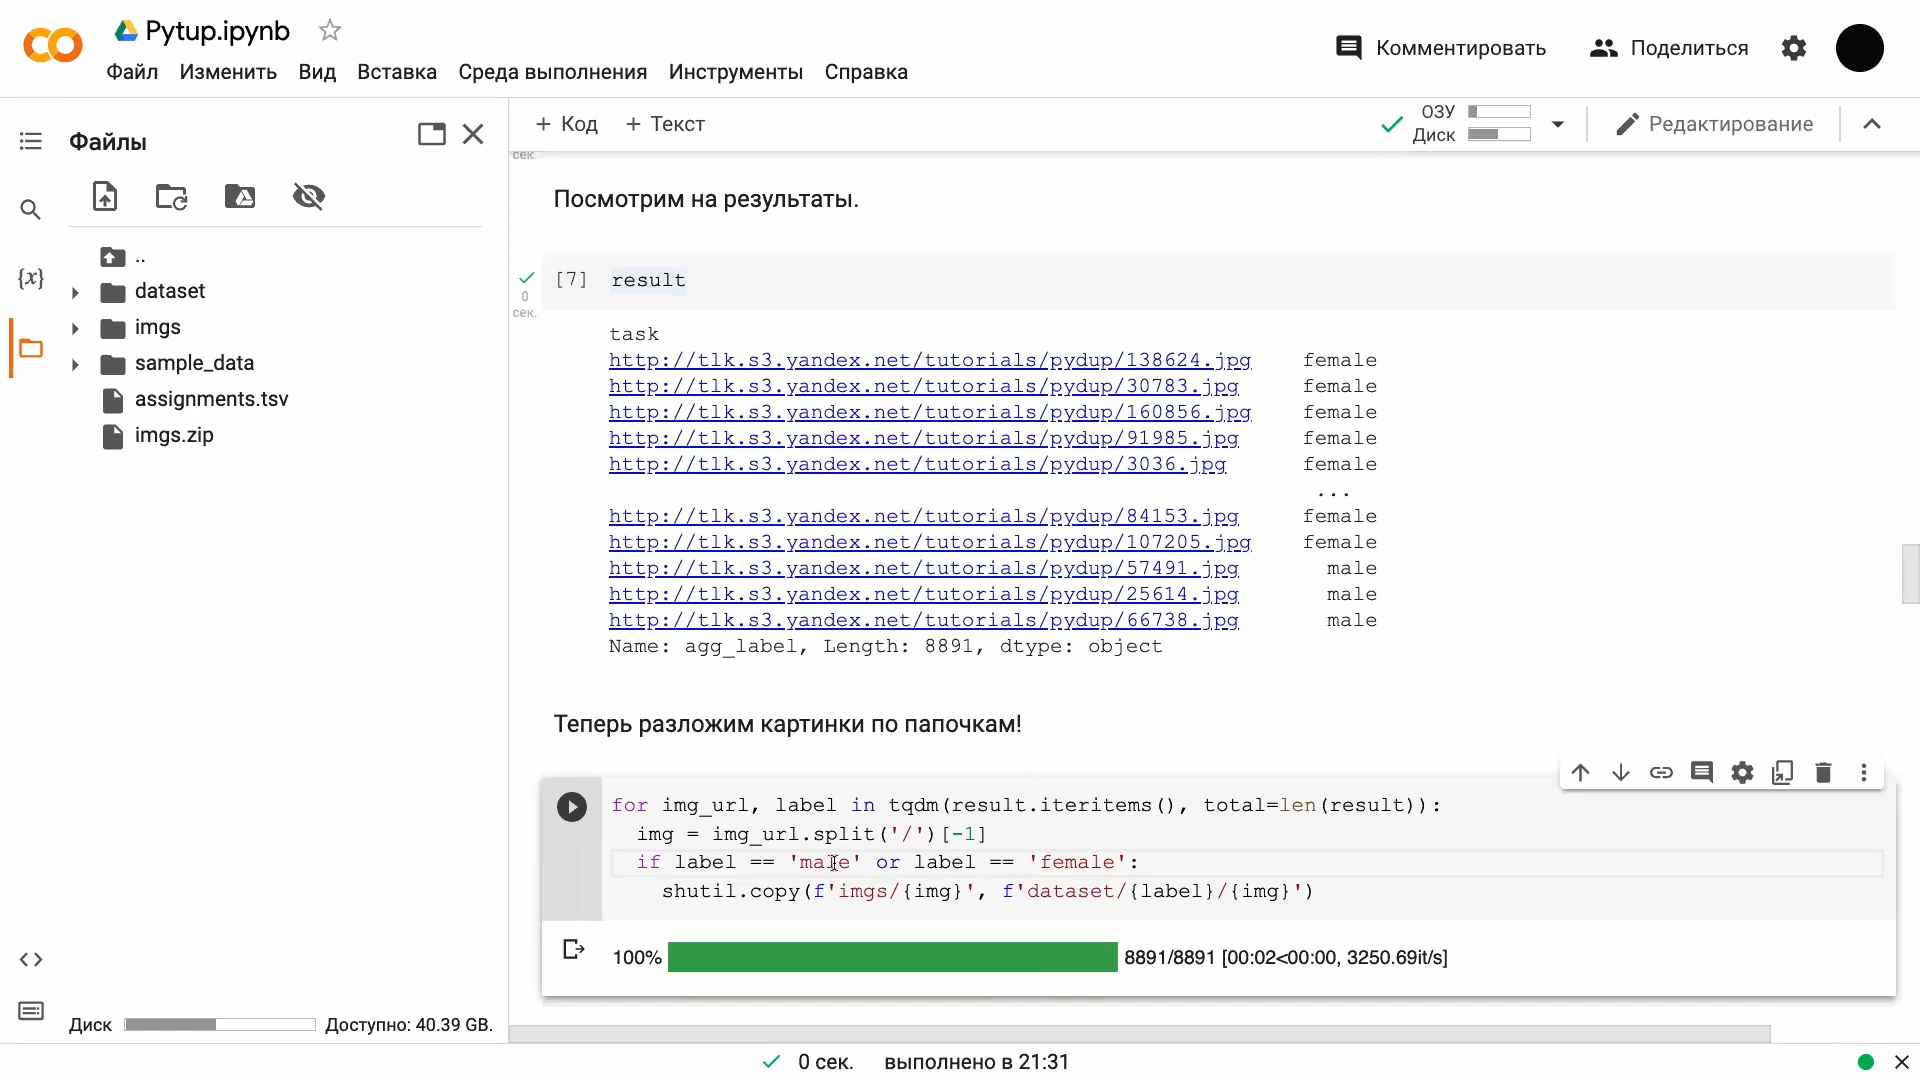 Pytup.ipynb
Файл Изменить Вид Вставка Среда выполнения Инструменты Справка
Комментировать
Поделиться
Файлы
+ Код + Текст
ОЗУ
Диск
Редактирование
сек.
..
dataset
imgs
sample_data
assignments.tsv
imgs.zip
{x}
Посмотрим на результаты.
[7] result
0
сек.
task
http://tlk.s3.yandex.net/tutorials/pydup/138624.jpg female
http://tlk.s3.yandex.net/tutorials/pydup/30783.jpg female
http://tlk.s3.yandex.net/tutorials/pydup/160856.jpg female
http://tlk.s3.yandex.net/tutorials/pydup/91985.jpg female
http://tlk.s3.yandex.net/tutorials/pydup/3036.jpg female
...
http://tlk.s3.yandex.net/tutorials/pydup/84153.jpg female
http://tlk.s3.yandex.net/tutorials/pydup/107205.jpg female
http://tlk.s3.yandex.net/tutorials/pydup/57491.jpg male
http://tlk.s3.yandex.net/tutorials/pydup/25614.jpg male
http://tlk.s3.yandex.net/tutorials/pydup/66738.jpg male
Name: agg_label, Length: 8891, dtype: object
Теперь разложим картинки по папочкам!
for img_url, label in tqdm(result.iteritems(), total=len(result)):
img = img_url.split('/')[-1]
if label == 'male' or label == 'female':
shutil.copy(f'imgs/{img}', f'dataset/{label}/{img}')
100% 8891/8891 [00:02<00:00, 3250.69it/s]
Диск Доступно: 40.39 GB.
0 сек. выполнено в 21:31